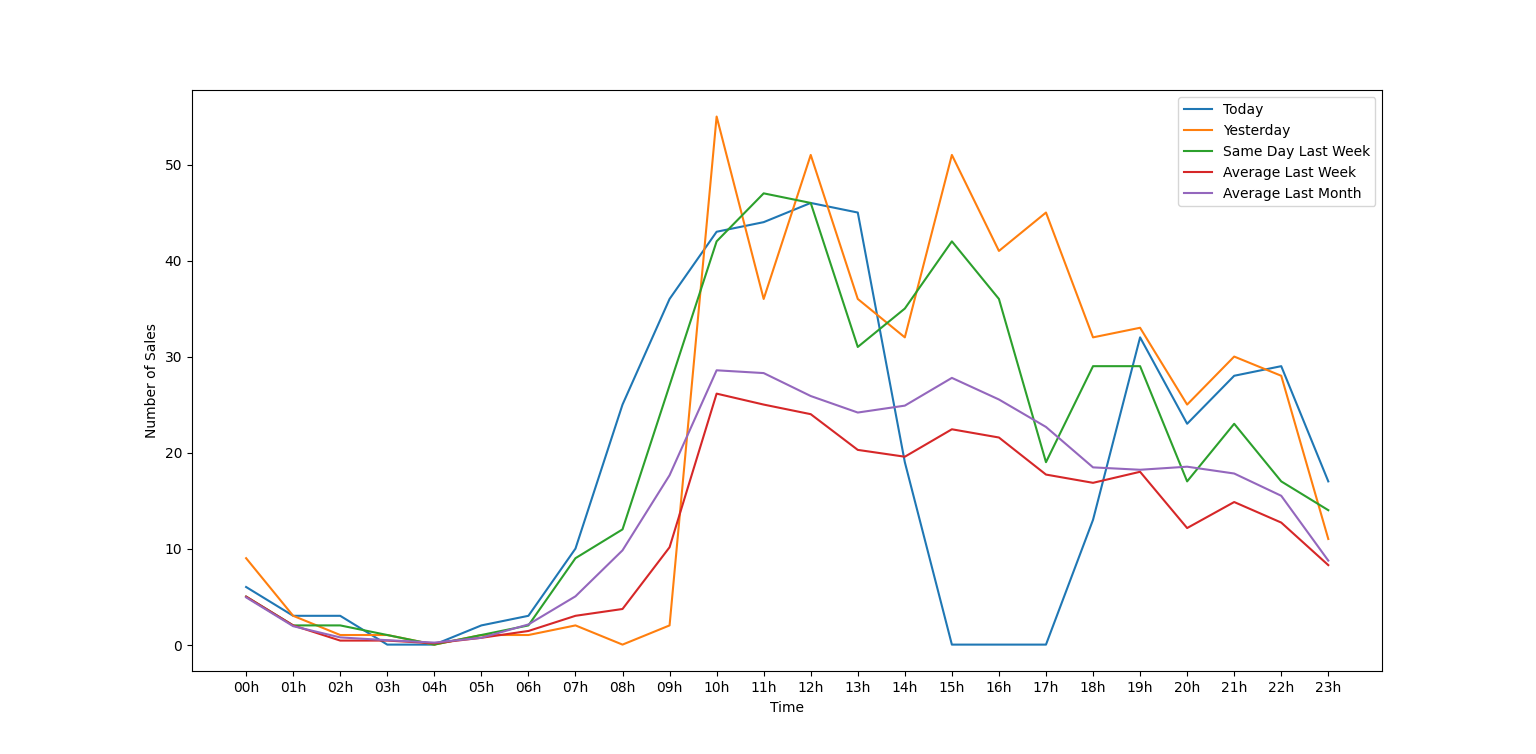 Today
Yesterday
Same Day Last Week
Average Last Week
Average Last Month
50
40
30
20
10
0
Number of Sales
00h 01h 02h 03h 04h 05h 06h 07h 08h 09h 10h 11h 12h 13h 14h 15h 16h 17h 18h 19h 20h 21h 22h 23h
Time